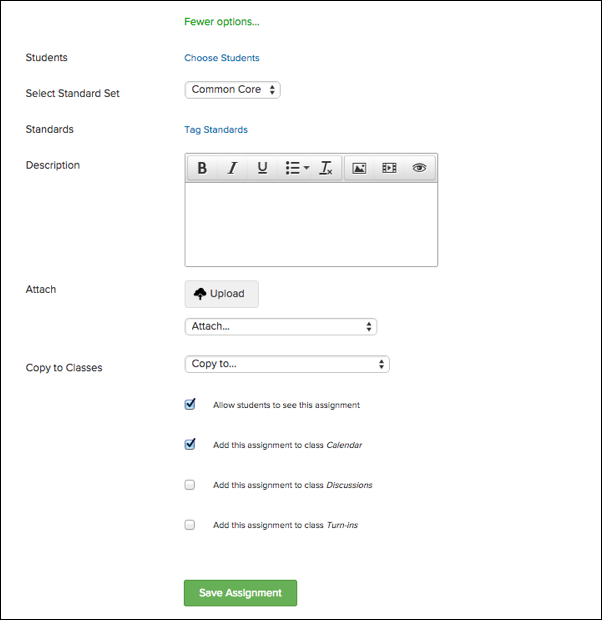 Fewer options...
Students Choose Students
Select Standard Set Common Core
Standards Tag Standards
Description B I U Tx
Attach Upload
Attach...
Copy to Classes Copy to...
Allow students to see this assignment
Add this assignment to class Calendar
Add this assignment to class Discussions
Add this assignment to class Turn-ins
Save Assignment